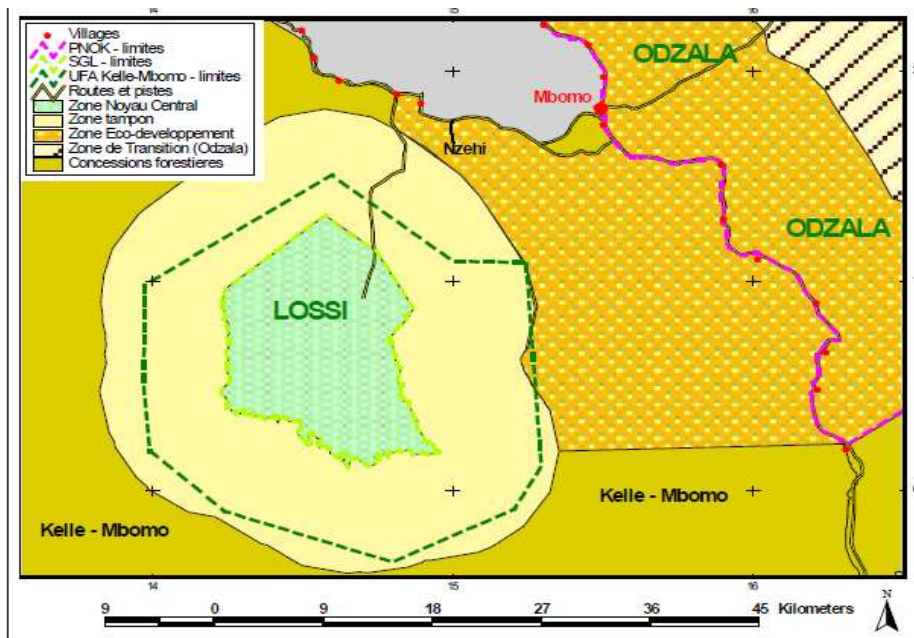 14
15
16
Villages
PNOK - limites
SGL - limites
UFA Kelle-Mbomo - limites
Routes et pistes
Zone Noyau Central
Zone tampon
Zone Eco-developpement
Zone de Transition (Odzala)
Concessions forestieres
ODZALA
Mbomo
Nzehi
ODZALA
LOSSI
Kelle - Mbomo
Kelle - Mbomo
14
15
16
9 0 9 18 27 36 45 Kilometers
N